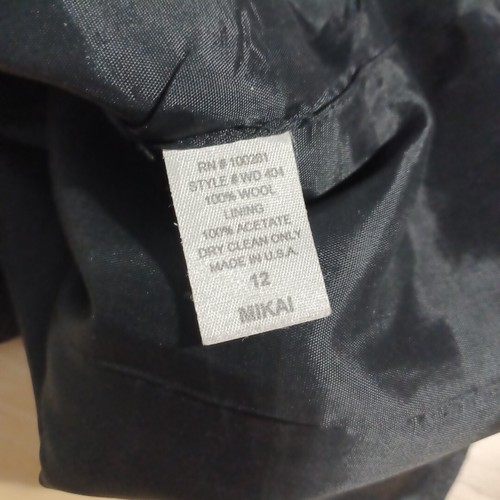 RN # 100281
STYLE # WD 404
100% WOOL
LINING
100% ACETATE
DRY CLEAN ONLY
MADE IN U.S.A.
12
MIKAI